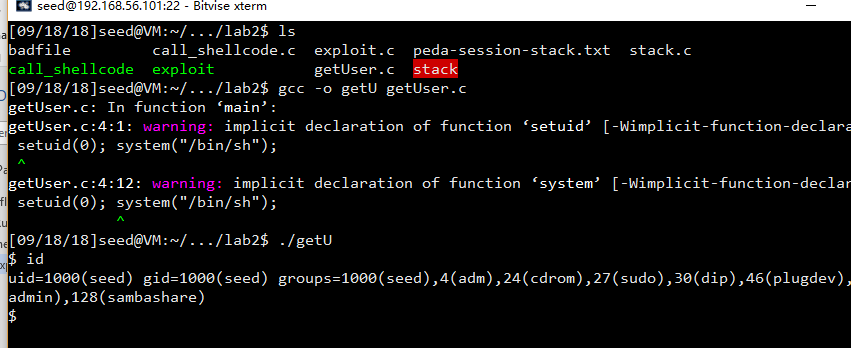 seed@192.168.56.101:22 - Bitvise xterm
[09/18/18]seed@VM:~/.../lab2$ ls
badfile call_shellcode.c exploit.c peda-session-stack.txt stack.c
call_shellcode exploit getUser.c stack
[09/18/18]seed@VM:~/.../lab2$ gcc -o getU getUser.c
getUser.c: In function ‘main’:
getUser.c:4:1: warning: implicit declaration of function ‘setuid’ [-Wimplicit-function-declara
setuid(0); system("/bin/sh");
^
getUser.c:4:12: warning: implicit declaration of function ‘system’ [-Wimplicit-function-declar
setuid(0); system("/bin/sh");
^
[09/18/18]seed@VM:~/.../lab2$ ./getU
$ id
uid=1000(seed) gid=1000(seed) groups=1000(seed),4(adm),24(cdrom),27(sudo),30(dip),46(plugdev),
admin),128(sambashare)
$